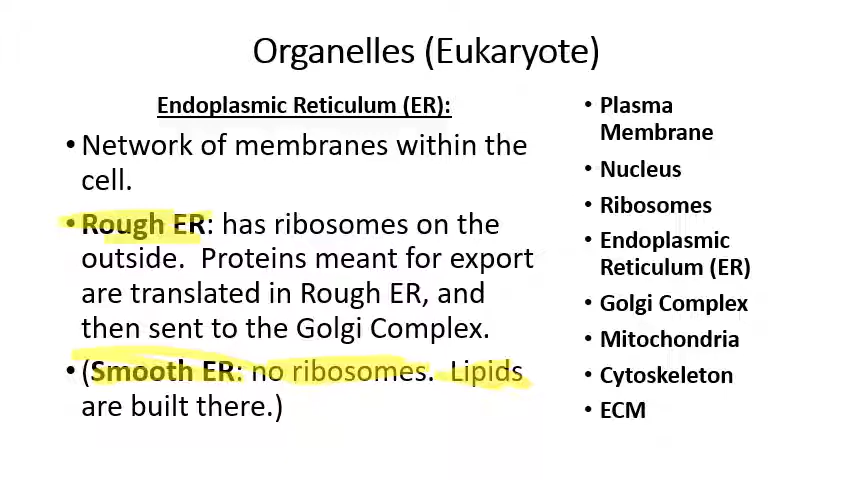 Organelles (Eukaryote)
Endoplasmic Reticulum (ER):
• Network of membranes within the
cell.
• Rough ER: has ribosomes on the
outside.  Proteins meant for export
are translated in Rough ER, and
then sent to the Golgi Complex.
• (Smooth ER: no ribosomes.  Lipids
are built there.)
• Plasma
Membrane
• Nucleus
• Ribosomes
• Endoplasmic
Reticulum (ER)
• Golgi Complex
• Mitochondria
• Cytoskeleton
• ECM